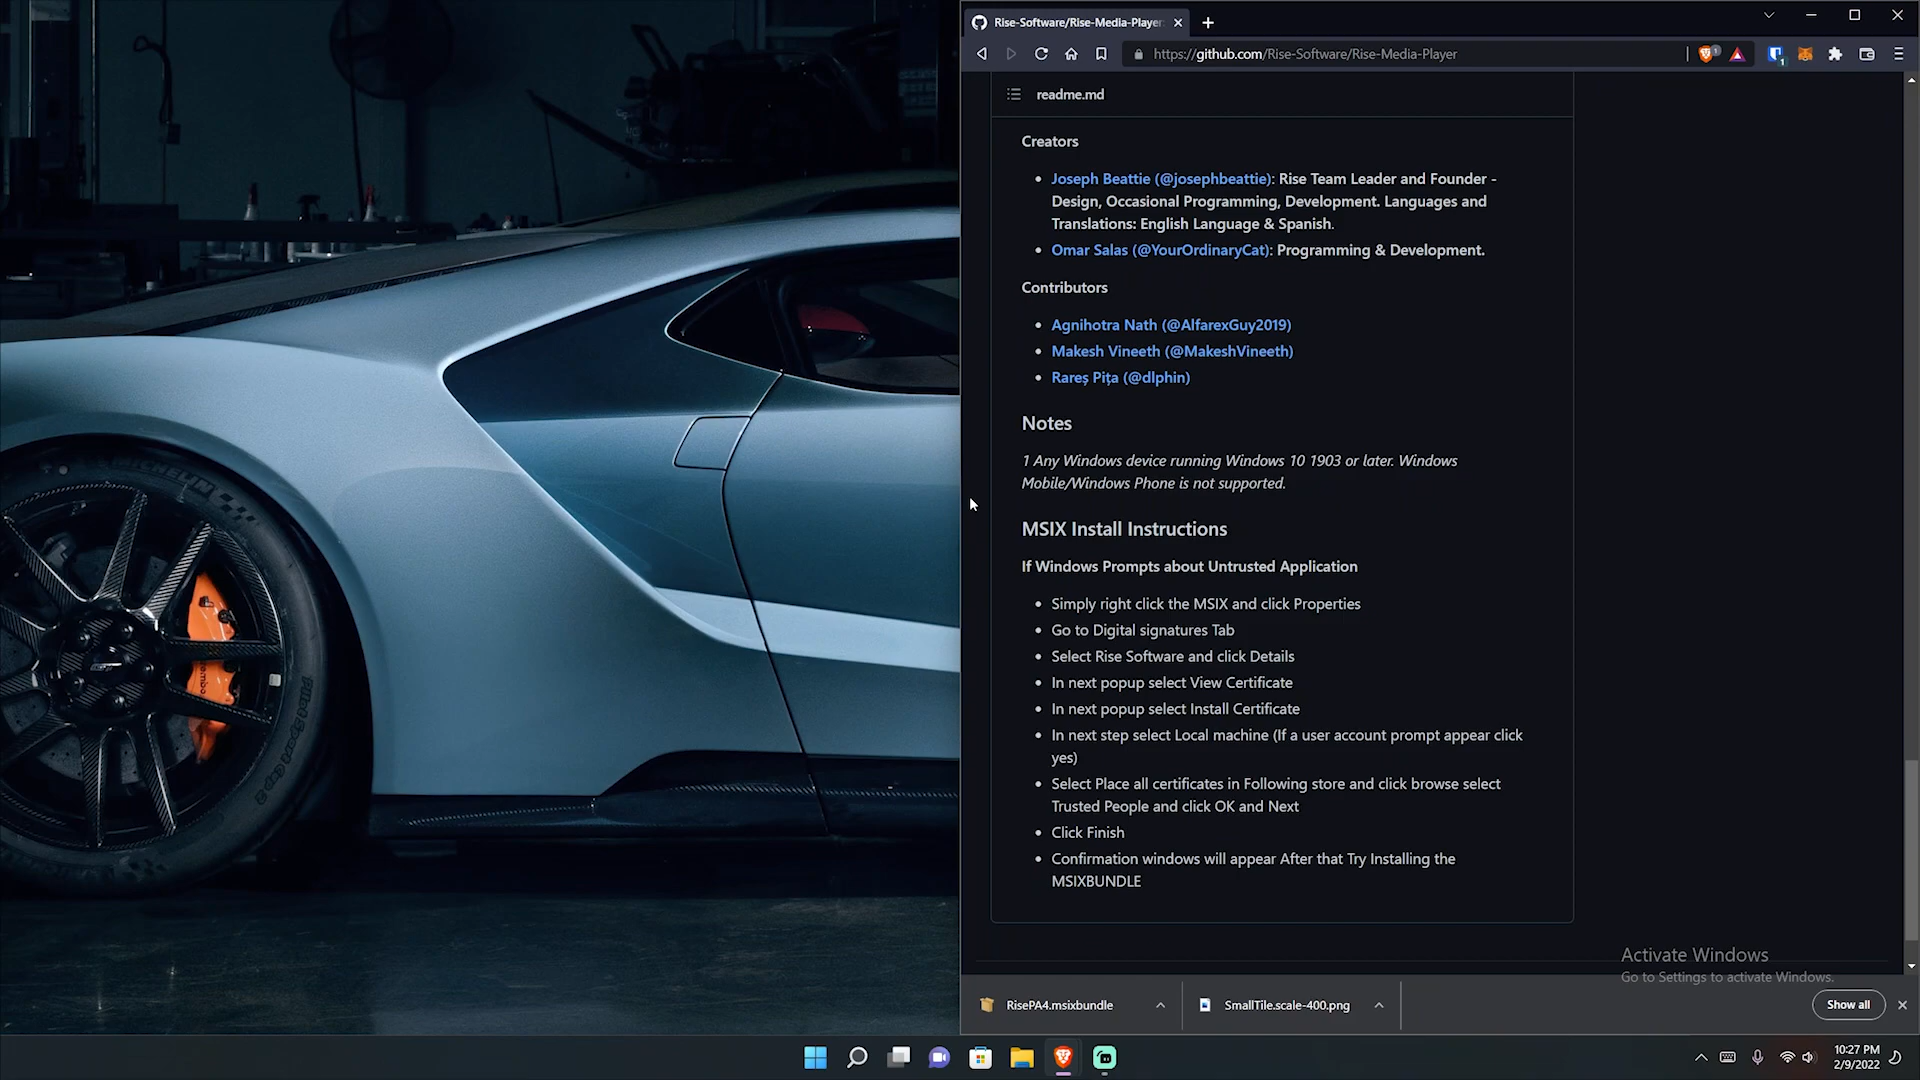 Rise-Software/Rise-Media-Player
https://github.com/Rise-Software/Rise-Media-Player
1
1
readme.md
Creators
Joseph Beattie (@josephbeattie): Rise Team Leader and Founder -
Design, Occasional Programming, Development. Languages and
Translations: English Language & Spanish.
Omar Salas (@YourOrdinaryCat): Programming & Development.
Contributors
Agnihotra Nath (@AlfarexGuy2019)
Makesh Vineeth (@MakeshVineeth)
Rareș Pița (@dlphin)
Notes
1 Any Windows device running Windows 10 1903 or later. Windows
Mobile/Windows Phone is not supported.
MSIX Install Instructions
If Windows Prompts about Untrusted Application
Simply right click the MSIX and click Properties
Go to Digital signatures Tab
Select Rise Software and click Details
In next popup select View Certificate
In next popup select Install Certificate
In next step select Local machine (If a user account prompt appear click
yes)
Select Place all certificates in Following store and click browse select
Trusted People and click OK and Next
Click Finish
Confirmation windows will appear After that Try Installing the
MSIXBUNDLE
Activate Windows
Go to Settings to activate Windows.
RisePA4.msixbundle
SmallTile.scale-400.png
Show all
10:27 PM
2/9/2022
MICHELIN
brembo
Pilot Sport Cup 2